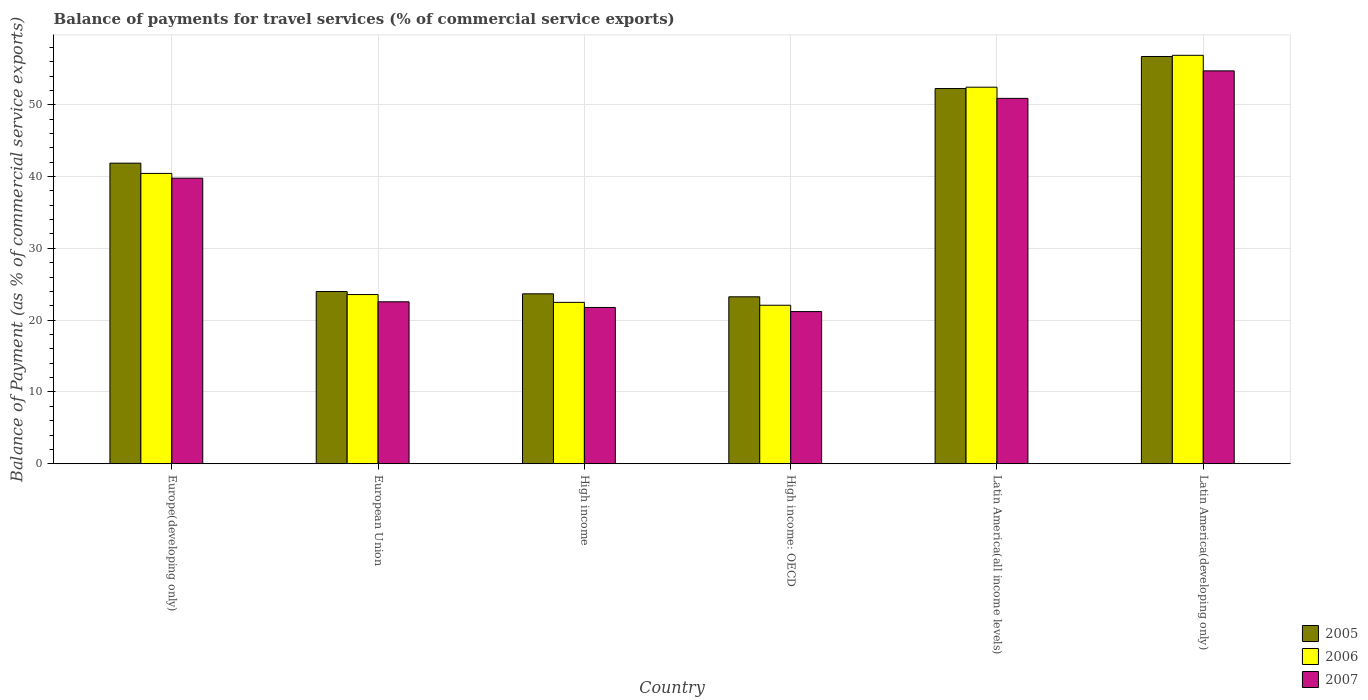 Balance of payments for travel services (% of commercial service exports)
Balance of Payment (as % of commercial service exports)
50
40
30
20
10
0
Europe(developing only)
European Union
High income
High income: OECD
Latin America(all income levels)
Latin America(developing only)
Country
2005
2006
2007